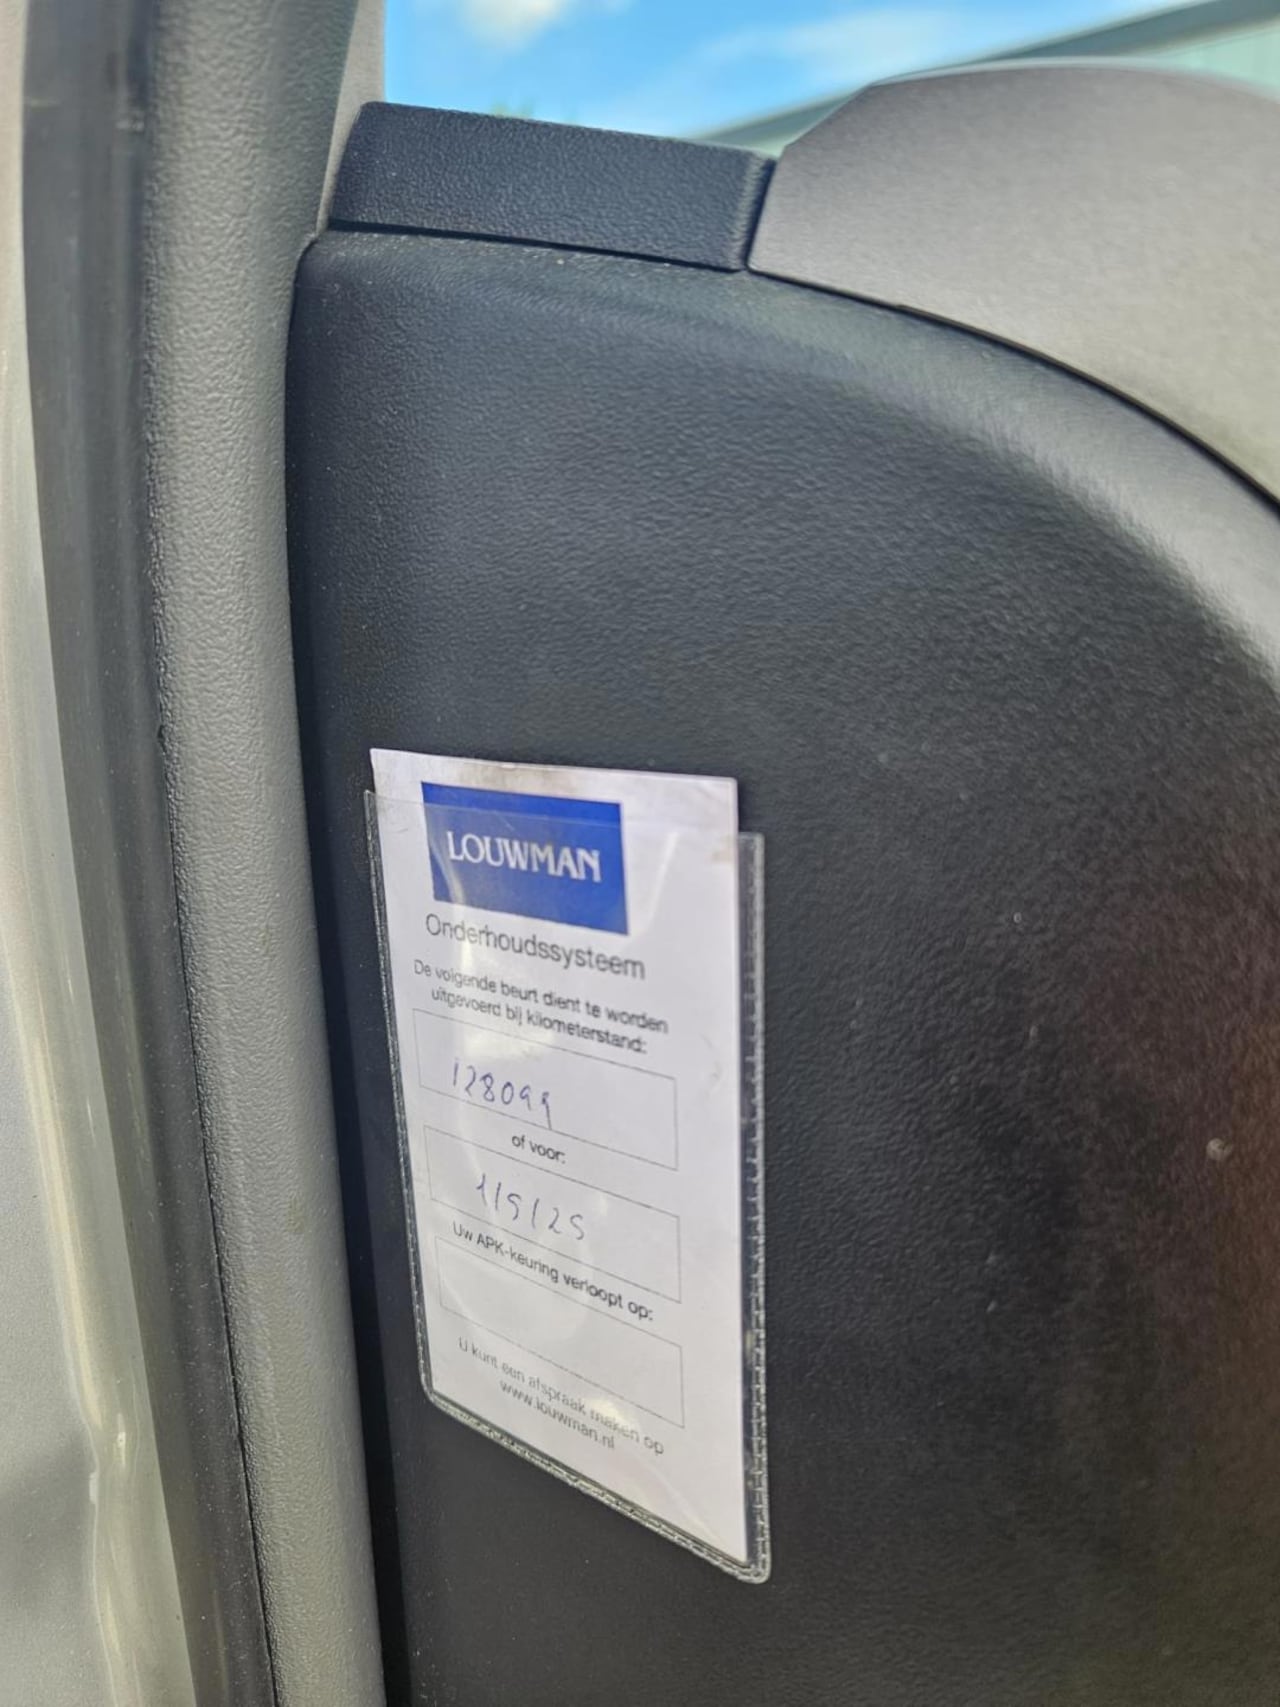 LOUWMAN
Onderhoudssysteem
De volgende beurt dient te worden
uitgevoerd bij kilometerstand:
128099
of voor:
1/5/25
Uw APK-keuring verloopt op:
U kunt een afspraak maken op
www.louwman.nl